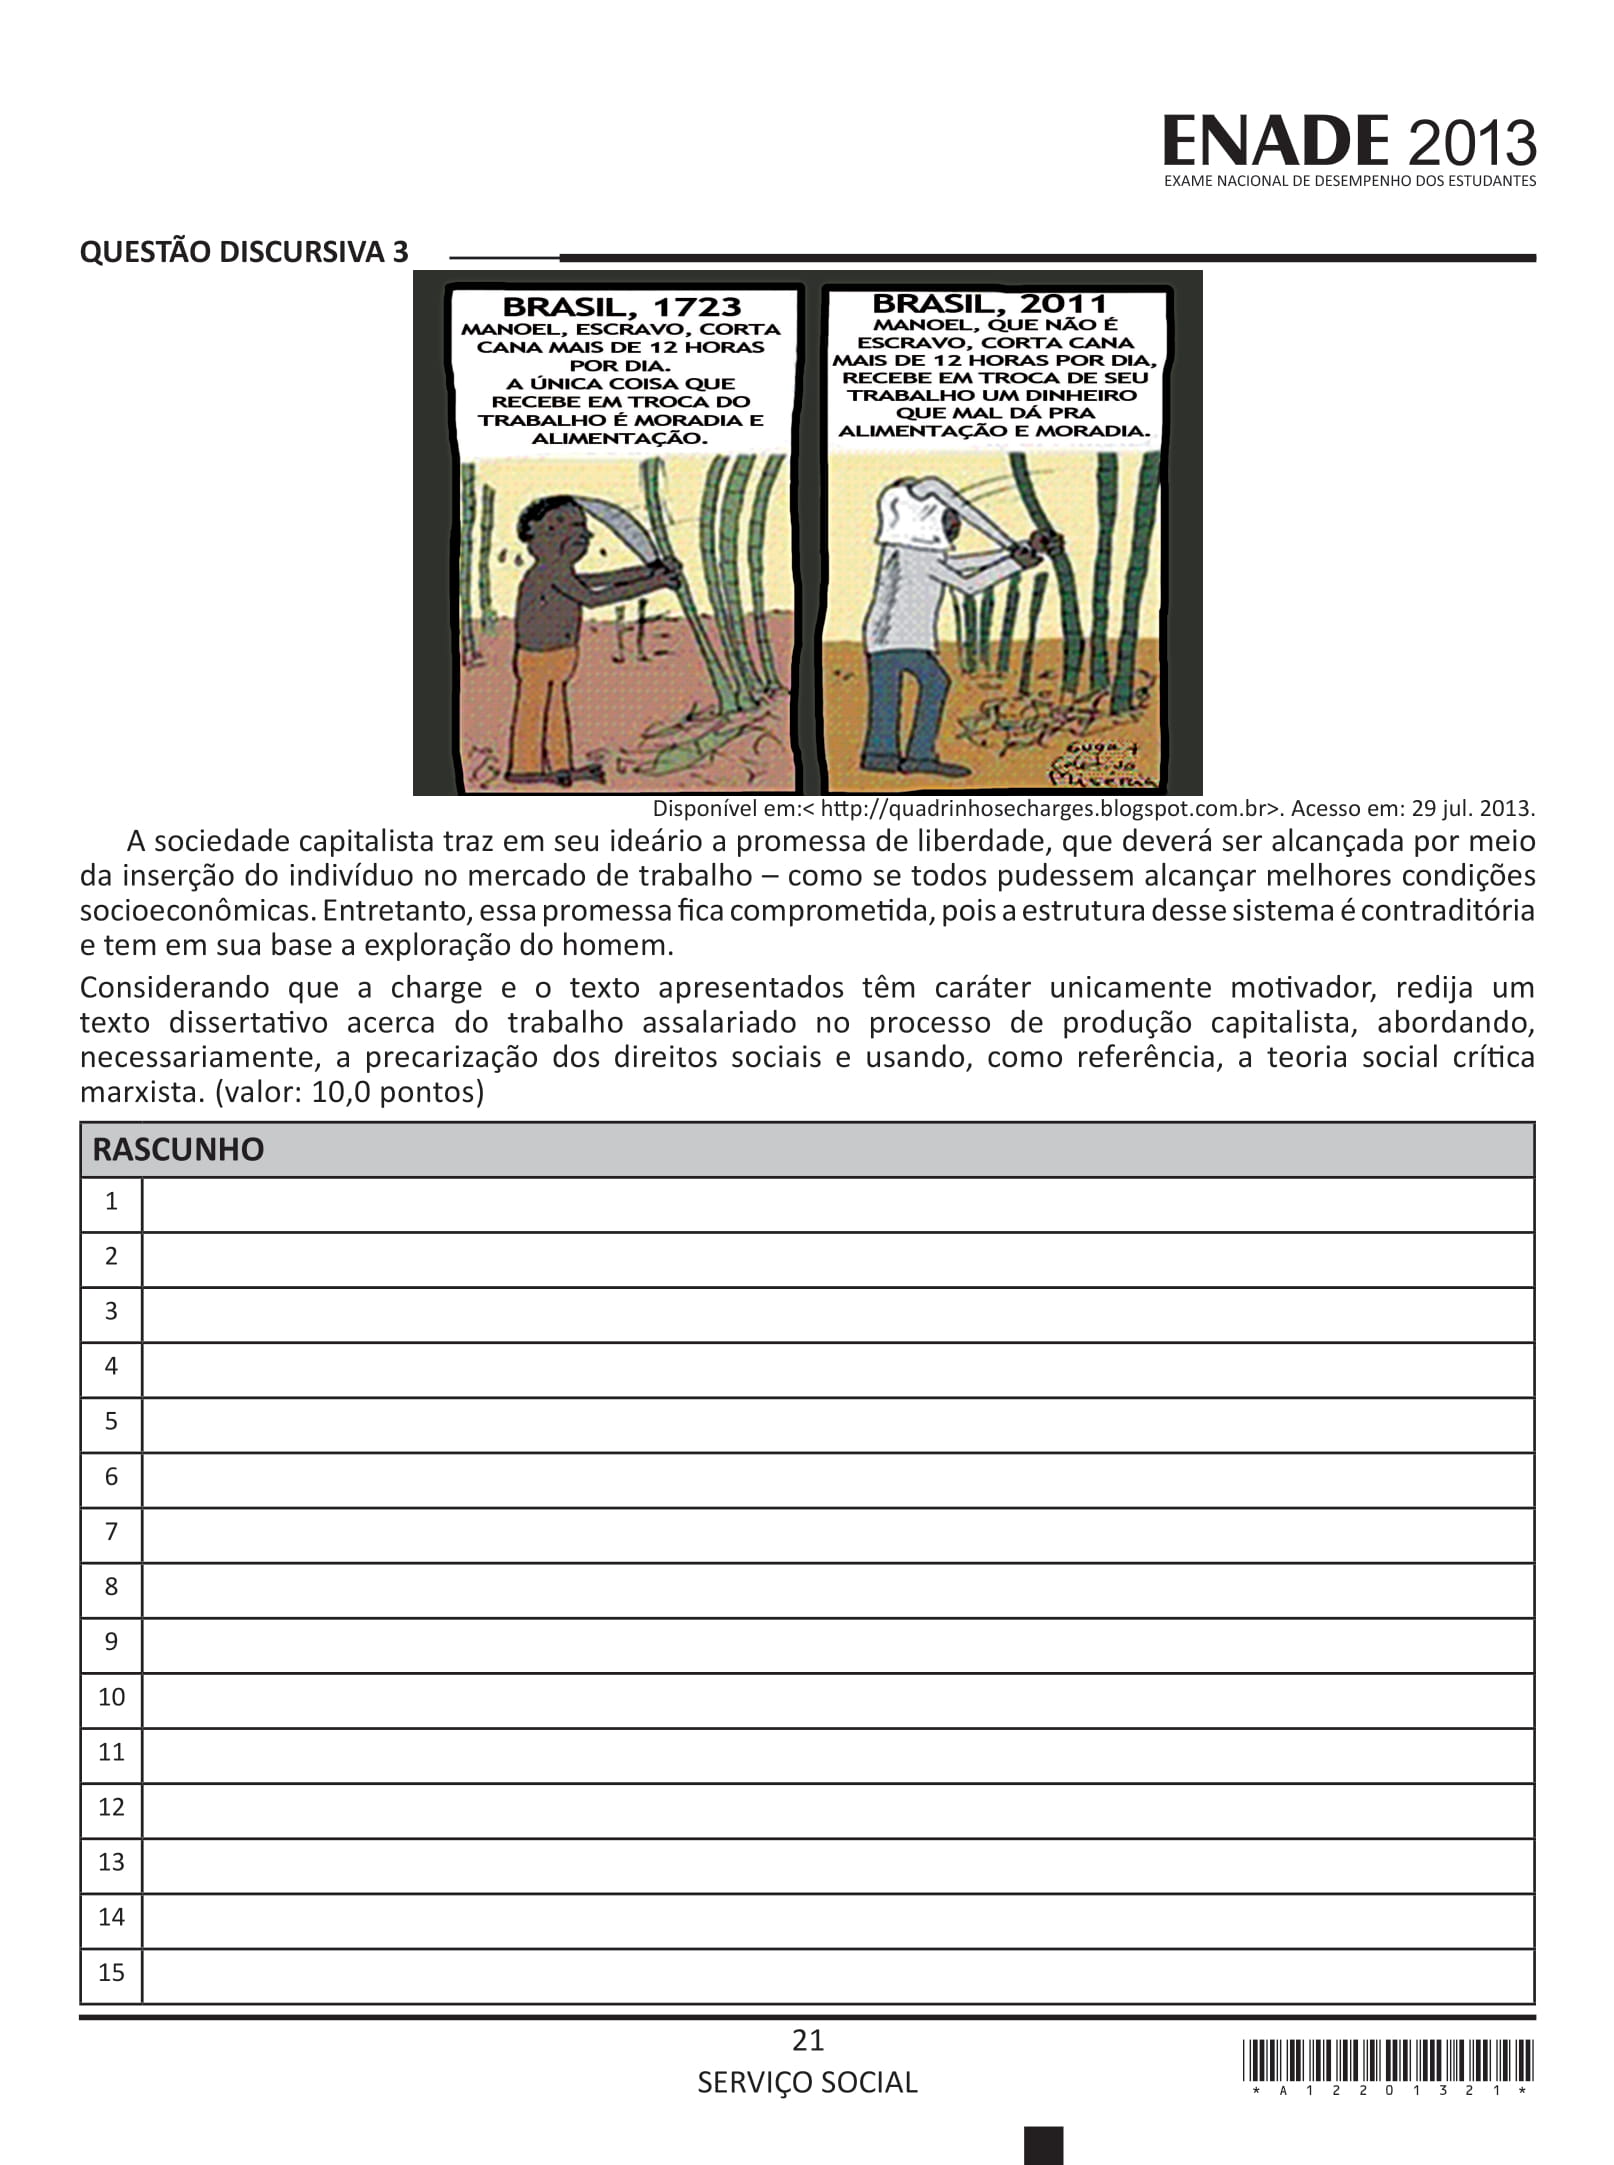 ENADE 2013
EXAME NACIONAL DE DESEMPENHO DOS ESTUDANTES
QUESTÃO DISCURSIVA 3
BRASIL, 1723
MANOEL, ESCRAVO, CORTA
CANA MAIS DE 12 HORAS
POR DIA.
A ÚNICA COISA QUE
RECEBE EM TROCA DO
TRABALHO É MORADIA E
ALIMENTAÇÃO.
BRASIL, 2011
MANOEL, QUE NÃO É
ESCRAVO, CORTA CANA
MAIS DE 12 HORAS POR DIA,
RECEBE EM TROCA DE SEU
TRABALHO UM DINHEIRO
QUE MAL DÁ PRA
ALIMENTAÇÃO E MORADIA.
Disponível em:< http://quadrinhosecharges.blogspot.com.br>. Acesso em: 29 jul. 2013.
A sociedade capitalista traz em seu ideário a promessa de liberdade, que deverá ser alcançada por meio
da inserção do indivíduo no mercado de trabalho – como se todos pudessem alcançar melhores condições
socioeconômicas. Entretanto, essa promessa fica comprometida, pois a estrutura desse sistema é contraditória
e tem em sua base a exploração do homem.
Considerando que a charge e o texto apresentados têm caráter unicamente motivador, redija um
texto dissertativo acerca do trabalho assalariado no processo de produção capitalista, abordando,
necessariamente, a precarização dos direitos sociais e usando, como referência, a teoria social crítica
marxista. (valor: 10,0 pontos)
RASCUNHO
1
2
3
4
5
6
7
8
9
10
11
12
13
14
15
21
SERVIÇO SOCIAL
* A 1 2 2 0 1 3 2 1 *